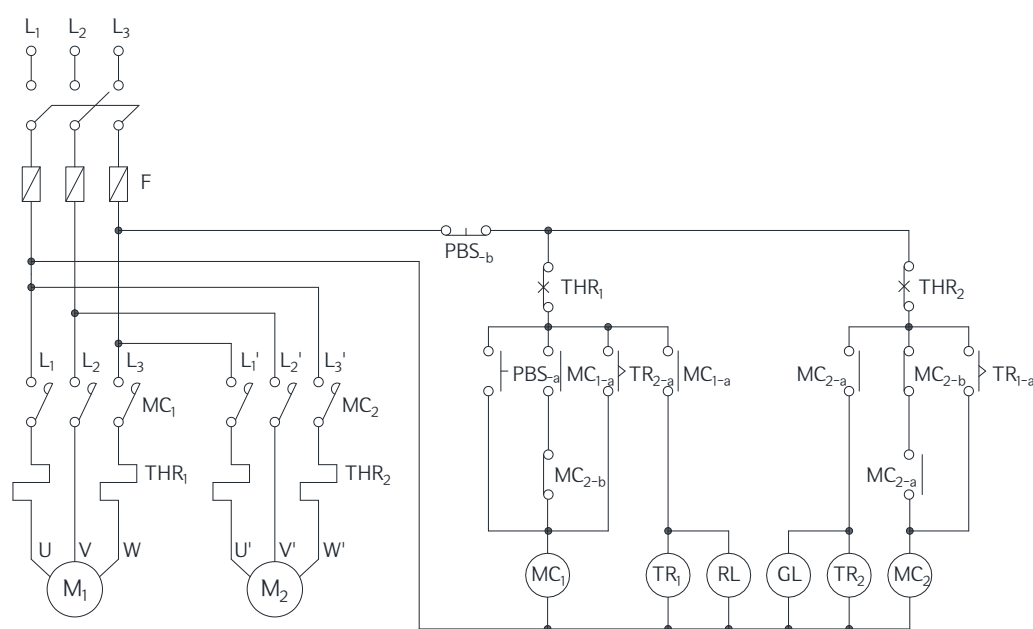 L1 L2 L3
F
PBS-b
THR1
THR2
L1 L2 L3
MC1
L1' L2' L3'
MC2
PBS-a
MC1-a
TR2-a
MC1-a
MC2-a
MC2-b
TR1-a
THR1
THR2
MC2-b
MC2-a
U V W
U' V' W'
M1
M2
MC1
TR1
RL
GL
TR2
MC2